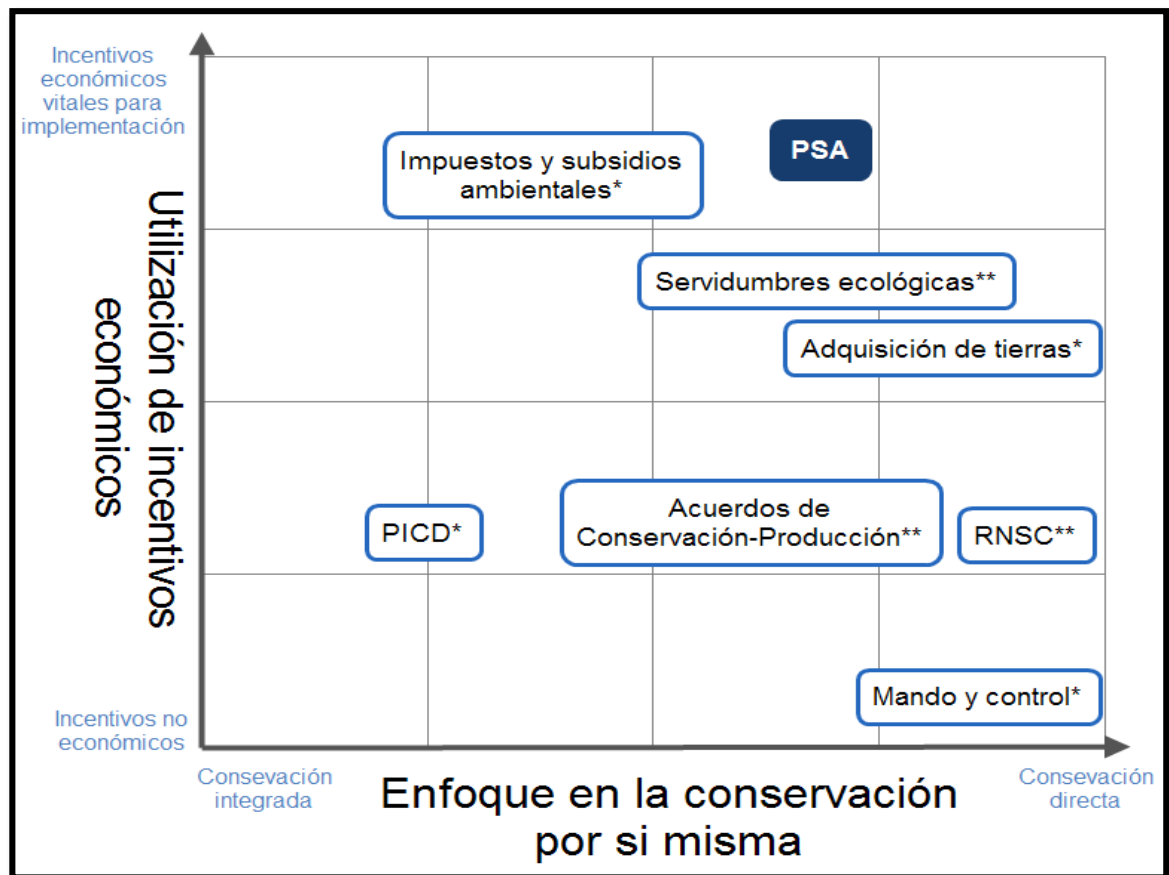 Incentivos
económicos
vitales para
implementación
Utilización de incentivos
económicos
Incentivos no
económicos
Impuestos y subsidios
ambientales*
PSA
Servidumbres ecológicas**
Adquisición de tierras*
PICD*
Acuerdos de
Conservación-Producción**
RNSC**
Mando y control*
Consevación
integrada
Enfoque en la conservación
por si misma
Consevación
directa